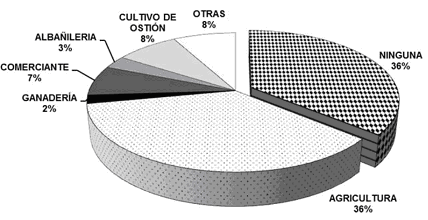 CULTIVO DE
OSTIÓN
8%
OTRAS
8%
ALBAÑILERIA
3%
COMERCIANTE
7%
GANADERÍA
2%
NINGUNA
36%
AGRICULTURA
36%